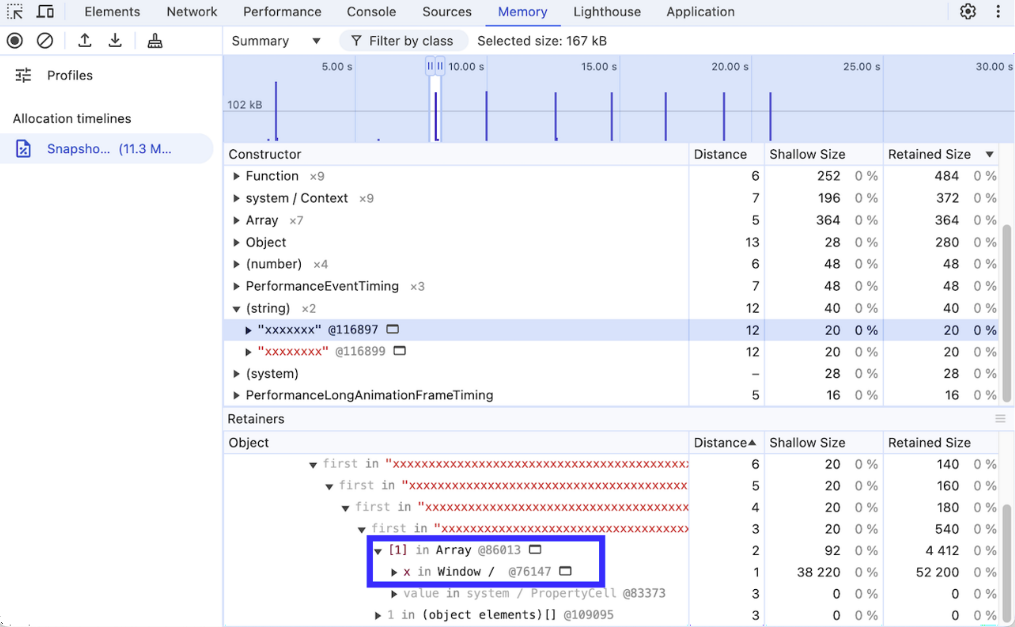 Elements Network Performance Console Sources Memory Lighthouse Application
Summary ▼ Filter by class Selected size: 167 kB
Profiles
Allocation timelines
Snapsho... (11.3 M...
5.00 s 10.00 s 15.00 s 20.00 s 25.00 s 30.00 s
102 kB
Constructor Distance Shallow Size Retained Size ▼
▶ Function ×9 6 252 0 % 484 0 %
▶ system / Context ×9 7 196 0 % 372 0 %
▶ Array ×7 5 364 0 % 364 0 %
▶ Object 13 28 0 % 280 0 %
▶ (number) ×4 6 48 0 % 48 0 %
▶ PerformanceEventTiming ×3 7 48 0 % 48 0 %
▼ (string) ×2 12 40 0 % 40 0 %
▶ "xxxxxxx" @116897 12 20 0 % 20 0 %
▶ "xxxxxxxx" @116899 12 20 0 % 20 0 %
▶ (system) – 28 0 % 28 0 %
▶ PerformanceLongAnimationFrameTiming 5 16 0 % 16 0 %
Retainers
Object Distance▲ Shallow Size Retained Size
▼ first in "xxxxxxxxxxxxxxxxxxxxxxxxxxxxxxxxxxxxxxxxx 6 20 0 % 140 0 %
▼ first in "xxxxxxxxxxxxxxxxxxxxxxxxxxxxxxxxxxxxxxx 5 20 0 % 160 0 %
▼ first in "xxxxxxxxxxxxxxxxxxxxxxxxxxxxxxxxxxxxx 4 20 0 % 180 0 %
▼ first in "xxxxxxxxxxxxxxxxxxxxxxxxxxxxxxxxxxx 3 20 0 % 540 0 %
▼ [1] in Array @86013 2 92 0 % 4 412 0 %
▶ x in Window / @76147 1 38 220 0 % 52 200 0 %
▶ value in system / PropertyCell @83373 3 0 0 % 0 0 %
▶ 1 in (object elements)[] @109095 3 0 0 % 0 0 %